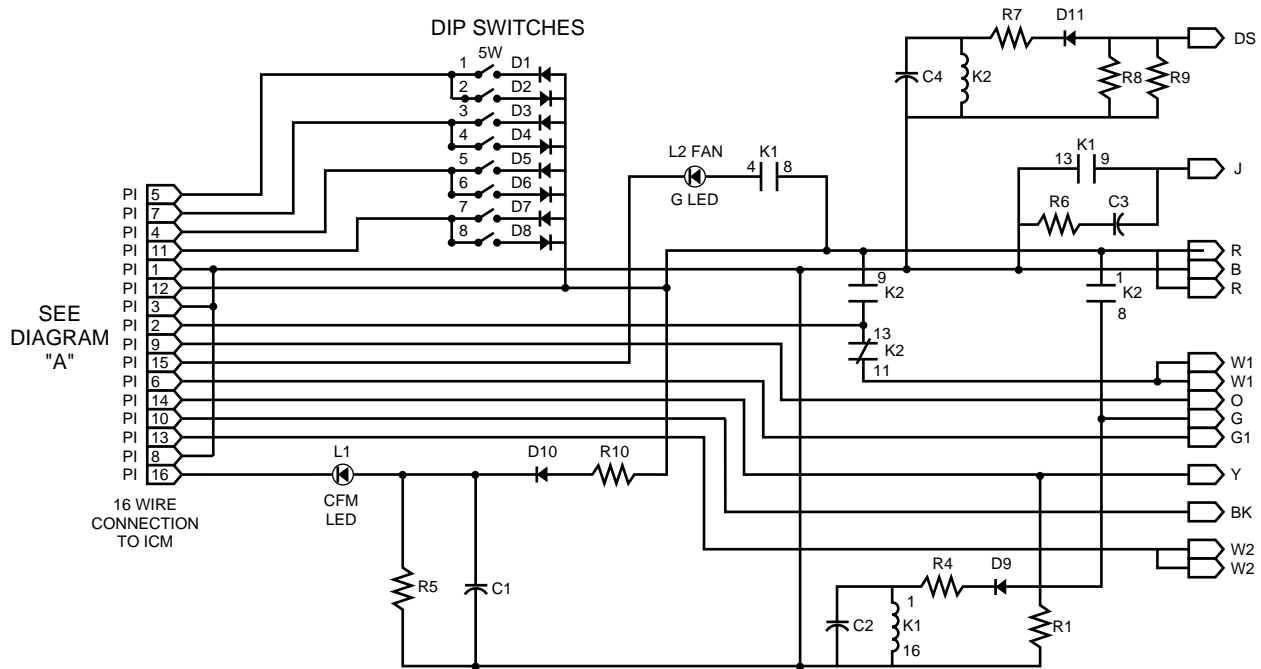 DIP SWITCHES
5W
1 D1
2 D2
3 D3
4 D4
5 D5
6 D6
7 D7
8 D8
R7 D11
DS
C4 K2 R8 R9
L2 FAN
G LED
K1
4 8
K1
13 9
J
R6 C3
SEE
DIAGRAM
"A"
PI 5
PI 7
PI 4
PI 11
PI 1
PI 12
PI 3
PI 2
PI 9
PI 15
PI 6
PI 14
PI 10
PI 13
PI 8
PI 16
16 WIRE
CONNECTION
TO ICM
R
B
R
9
K2
13
K2
11
1
K2
8
W1
W1
O
G
G1
Y
BK
W2
W2
L1
CFM
LED
D10 R10
R5 C1
R4 D9
C2
1
K1
16
R1